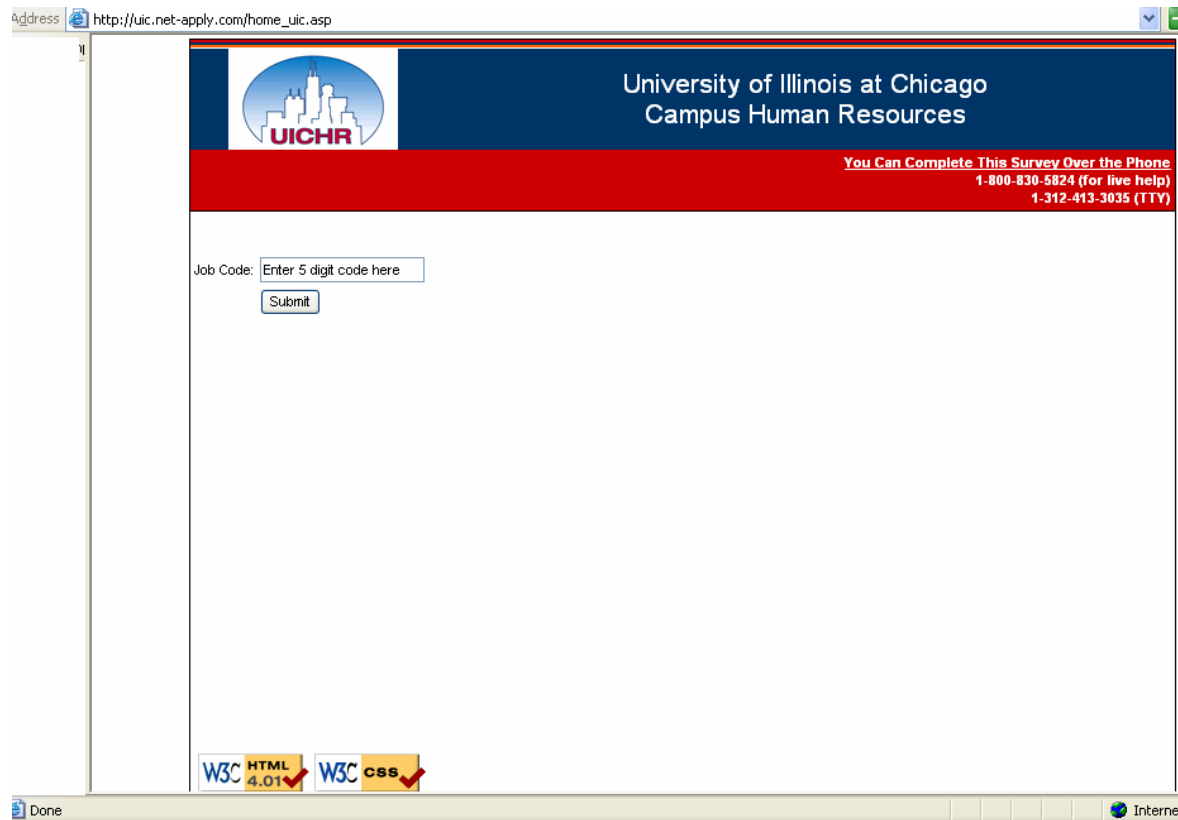 Address http://uic.net-apply.com/home_uic.asp
UICHR
University of Illinois at Chicago
Campus Human Resources
You Can Complete This Survey Over the Phone
1-800-830-5824 (for live help)
1-312-413-3035 (TTY)
Job Code: Enter 5 digit code here
Submit
W3C HTML 4.01 W3C css
Done Interne